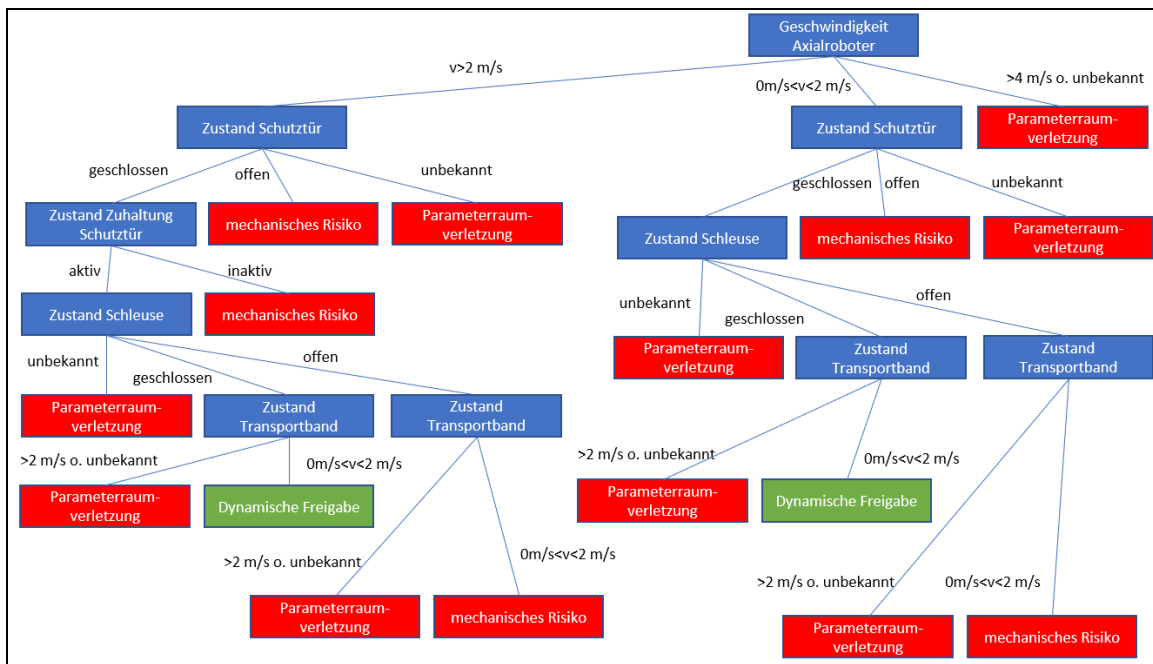 Geschwindigkeit
Axialroboter
v>2 m/s
0m/s<v<2 m/s
>4 m/s o. unbekannt
Zustand Schutztür
Zustand Schutztür
Parameterraum-
verletzung
geschlossen
offen
unbekannt
geschlossen
offen
unbekannt
Zustand Zuhaltung
Schutztür
mechanisches Risiko
Parameterraum-
verletzung
Zustand Schleuse
mechanisches Risiko
Parameterraum-
verletzung
aktiv
inaktiv
unbekannt
geschlossen
offen
Zustand Schleuse
mechanisches Risiko
Parameterraum-
verletzung
Zustand
Transportband
Zustand
Transportband
unbekannt
geschlossen
offen
Parameterraum-
verletzung
Zustand
Transportband
Zustand
Transportband
>2 m/s o. unbekannt
0m/s<v<2 m/s
>2 m/s o. unbekannt
0m/s<v<2 m/s
Parameterraum-
verletzung
Dynamische Freigabe
Parameterraum-
verletzung
Dynamische Freigabe
>2 m/s o. unbekannt
0m/s<v<2 m/s
>2 m/s o. unbekannt
0m/s<v<2 m/s
Parameterraum-
verletzung
mechanisches Risiko
Parameterraum-
verletzung
mechanisches Risiko